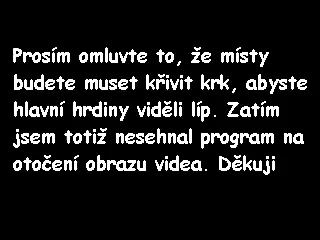 Prosím omluvte to, že místy
budete muset křivit krk, abyste
hlavní hrdiny viděli líp. Zatím
jsem totiž nesehnal program na
otočení obrazu videa. Děkuji